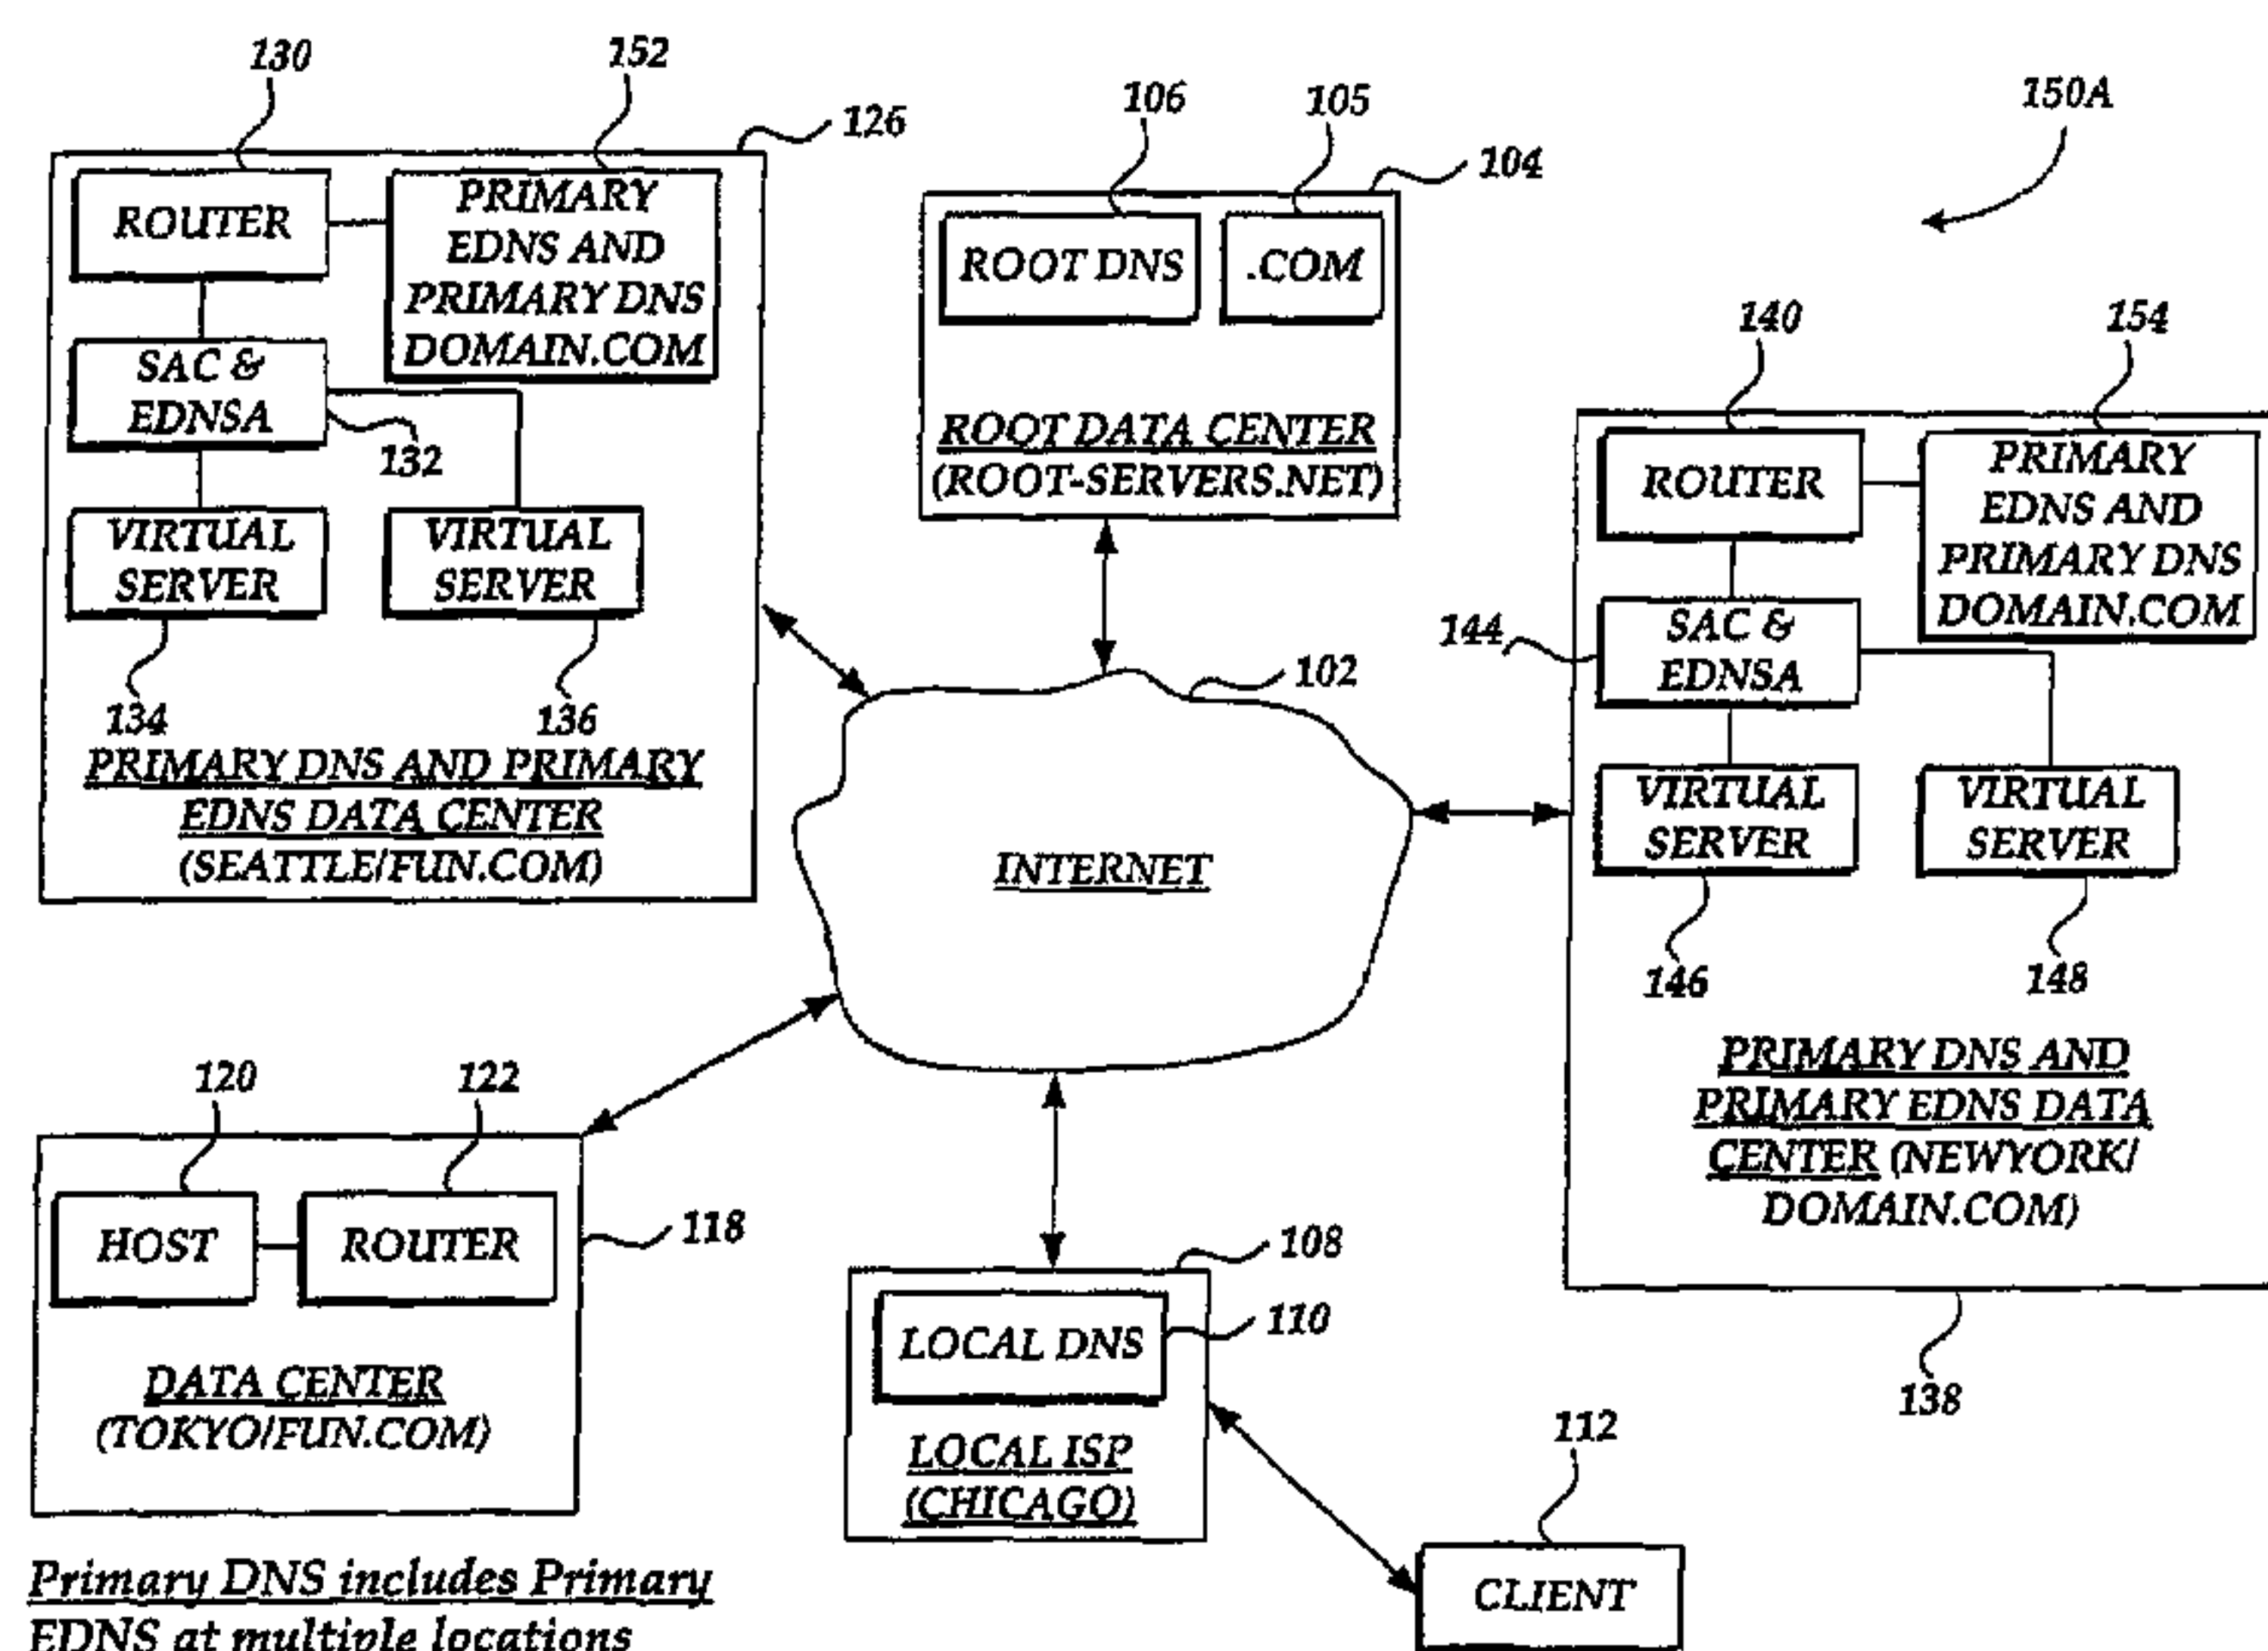 130
152
126
ROUTER
PRIMARY
EDNS AND
PRIMARY DNS
DOMAIN.COM
SAC &
EDNSA
132
VIRTUAL
SERVER
VIRTUAL
SERVER
134
136
PRIMARY DNS AND PRIMARY
EDNS DATA CENTER
(SEATTLE/FUN.COM)
106
105
104
ROOT DNS
.COM
ROOT DATA CENTER
(ROOT-SERVERS.NET)
150A
140
154
ROUTER
PRIMARY
EDNS AND
PRIMARY DNS
DOMAIN.COM
144
SAC &
EDNSA
VIRTUAL
SERVER
VIRTUAL
SERVER
146
148
PRIMARY DNS AND
PRIMARY EDNS DATA
CENTER (NEWYORK/
DOMAIN.COM)
138
102
INTERNET
120
122
HOST
ROUTER
118
DATA CENTER
(TOKYO/FUN.COM)
108
LOCAL DNS
110
LOCAL ISP
(CHICAGO)
112
CLIENT
Primary DNS includes Primary
EDNS at multiple locations